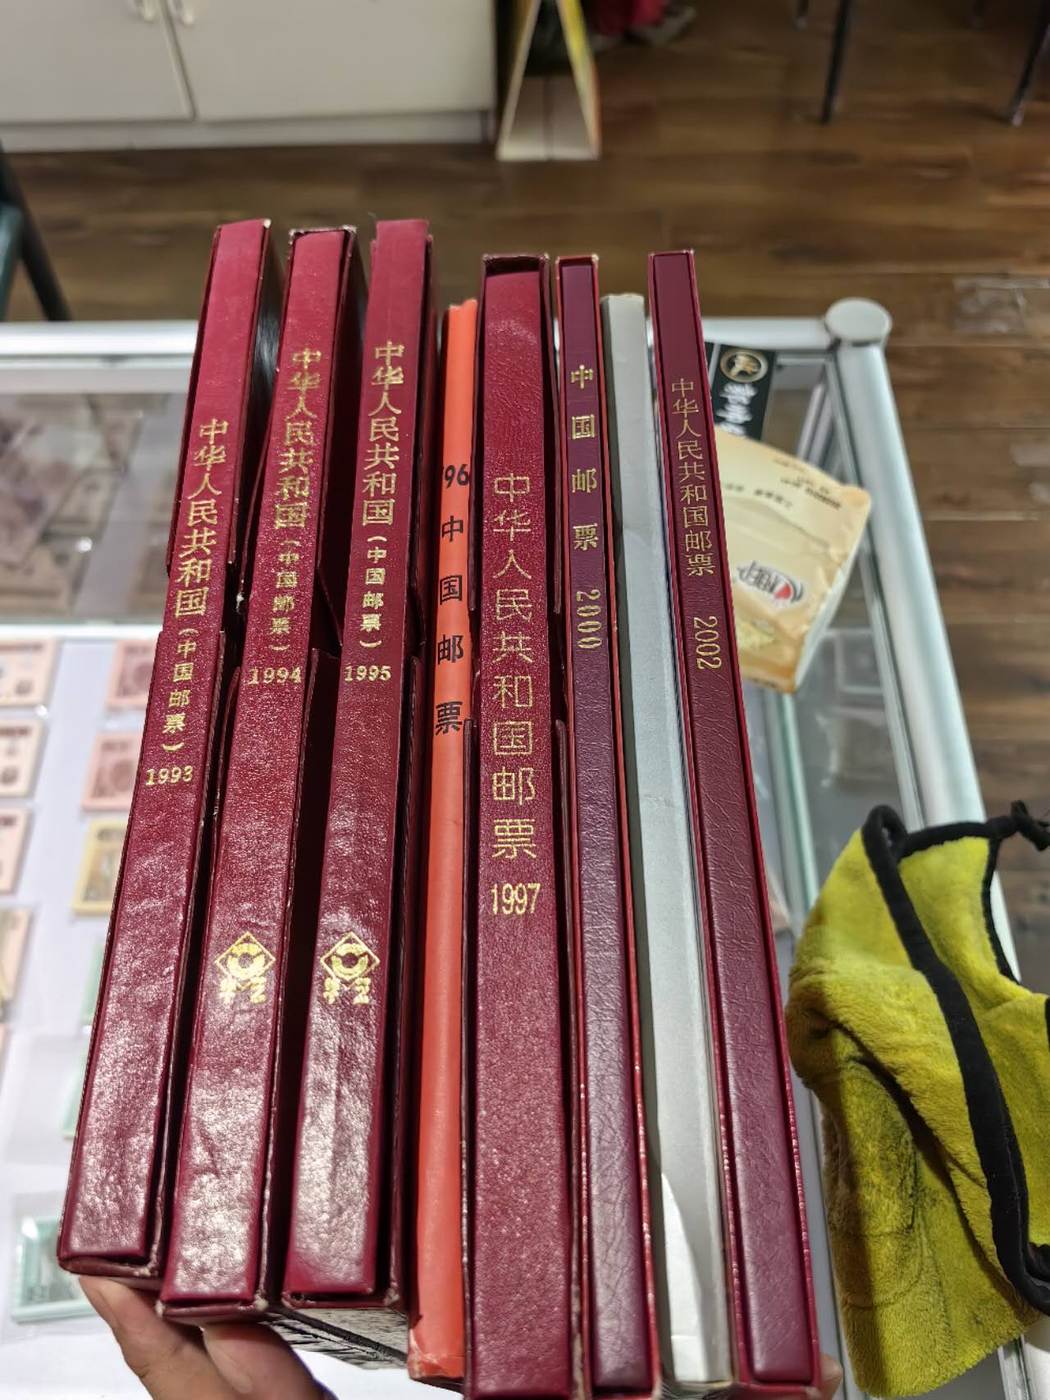 中华人民共和国(中国邮票) 1993
中华人民共和国(中国邮票) 1994
中华人民共和国(中国邮票) 1995
'96中国邮票
中华人民共和国邮票 1997
中国邮票 2000
中华人民共和国邮票 2002